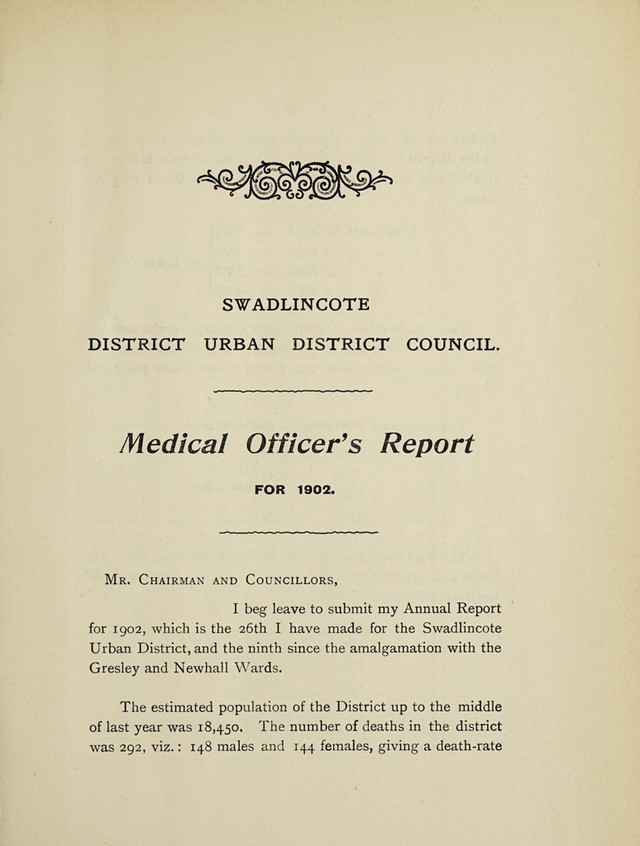 SWADLINCOTE
DISTRICT URBAN DISTRICT COUNCIL.
Medical Officer's Report
FOR 1902.
MR. CHAIRMAN AND COUNCILLORS,
I beg leave to submit my Annual Report
for 1902, which is the 26th I have made for the Swadlincote
Urban District, and the ninth since the amalgamation with the
Gresley and Newhall Wards.
The estimated population of the District up to the middle
of last year was 18,450. The number of deaths in the district
was 292, viz.: 148 males and 144 females, giving a death-rate